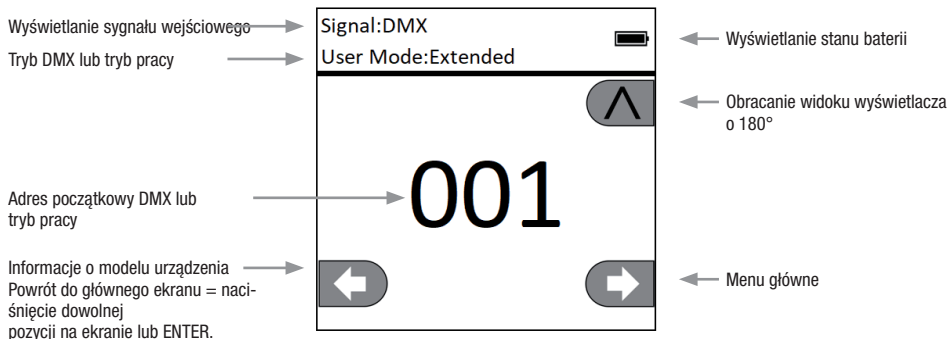 Wyświetlanie sygnału wejściowego
Tryb DMX lub tryb pracy
Signal:DMX
User Mode:Extended
Wyświetlanie stanu baterii
Obracanie widoku wyświetlacza
o 180°
001
Adres początkowy DMX lub
tryb pracy
Informacje o modelu urządzenia
Powrót do głównego ekranu = naci-
śnięcie dowolnej
pozycji na ekranie lub ENTER.
Menu główne